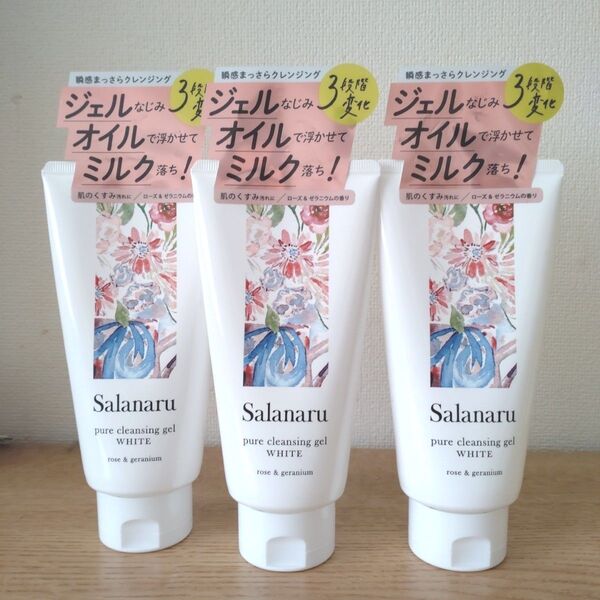 瞬感まっさらクレンジング
ジェルなじみ
オイルで浮かせて
ミルク落ち!
3段階
変化
肌のくすみ汚れに/ローズ&ゼラニウムの
Salanaru
pure cleansing gel
WHITE
rose & geranium
瞬感まっさらクレンジング
ジェルなじみ
オイルで浮かせて
ミルク落ち!
3段階
変化
肌のくすみ汚れに/ローズ&ゼラニウムの香り
Salanaru
pure cleansing gel
WHITE
rose & geranium
瞬感まっさらクレンジング
ジェルなじみ
オイルで浮かせて
ミルク落ち!
3段階
変化
肌のくすみ汚れに/ローズ&ゼラニウムの香り
Salanaru
pure cleansing gel
WHITE
rose & geranium